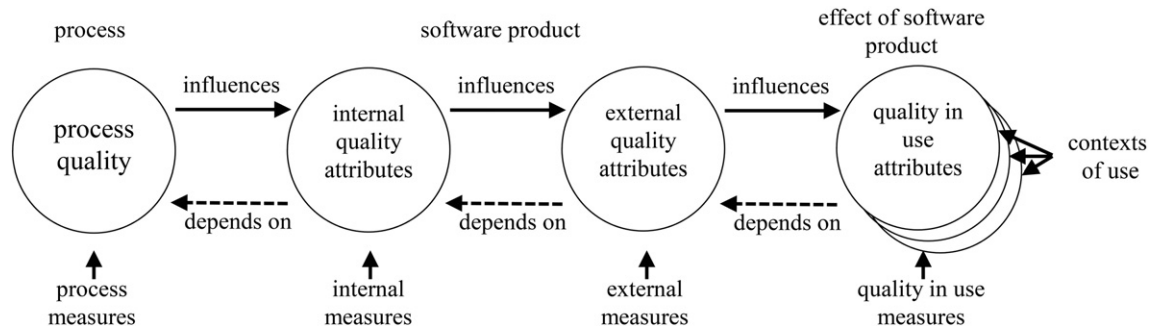 process
software product
effect of software
product
influences
influences
influences
process
quality
internal
quality
attributes
external
quality
attributes
quality in
use
attributes
contexts
of use
depends on
depends on
depends on
process
measures
internal
measures
external
measures
quality in use
measures